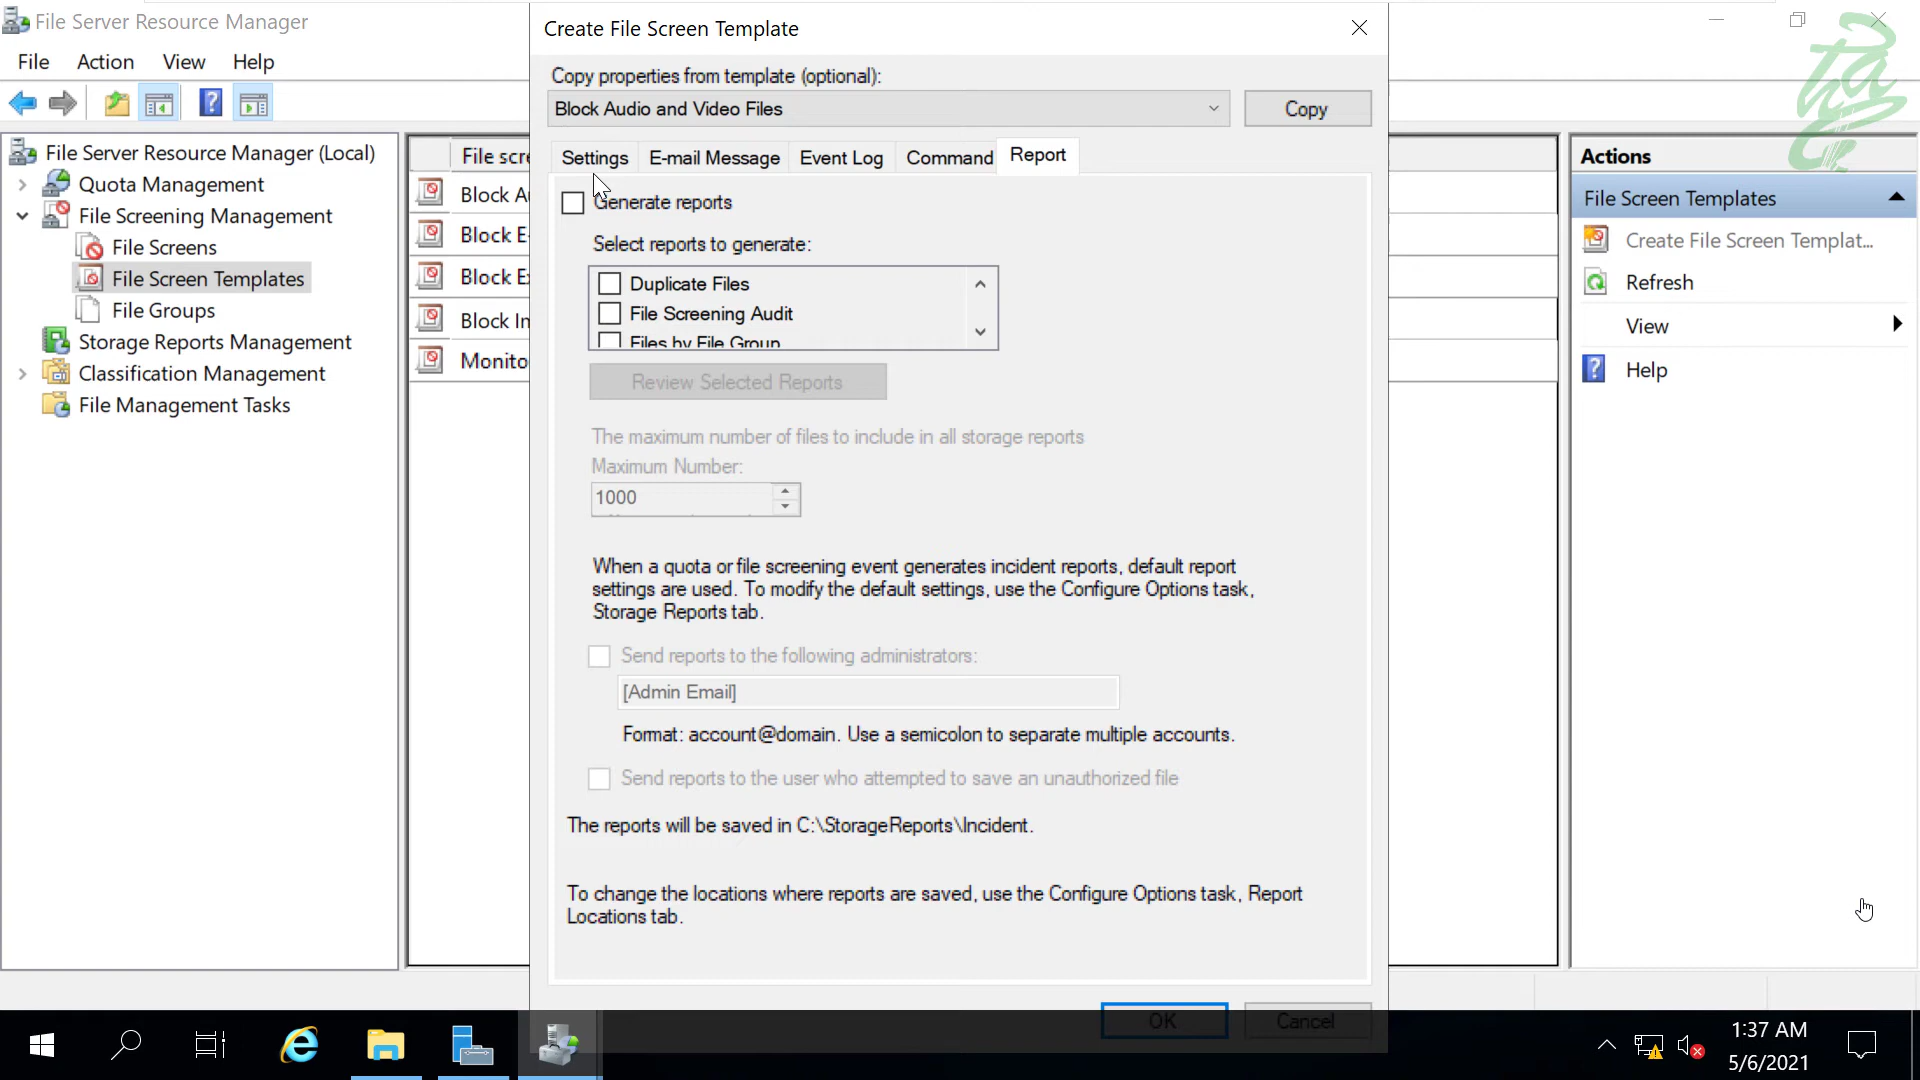 File Server Resource Manager
File
Action
View
Help
File Server Resource Manager (Local)
Quota Management
File Screening Management
File Screens
File Screen Templates
File Groups
Storage Reports Management
Classification Management
File Management Tasks
File scre
Block Au
Block E-
Block Ex
Block Im
Monito
Create File Screen Template
Copy properties from template (optional):
Block Audio and Video Files
Copy
Settings
E-mail Message
Event Log
Command
Report
Generate reports
Select reports to generate:
Duplicate Files
File Screening Audit
Files by File Group
Review Selected Reports
The maximum number of files to include in all storage reports
Maximum Number:
1000
When a quota or file screening event generates incident reports, default report
settings are used. To modify the default settings, use the Configure Options task,
Storage Reports tab.
Send reports to the following administrators:
[Admin Email]
Format: account@domain. Use a semicolon to separate multiple accounts.
Send reports to the user who attempted to save an unauthorized file
The reports will be saved in C:\StorageReports\Incident.
To change the locations where reports are saved, use the Configure Options task, Report
Locations tab.
OK
Cancel
Actions
File Screen Templates
Create File Screen Templat...
Refresh
View
Help
1:37 AM
5/6/2021